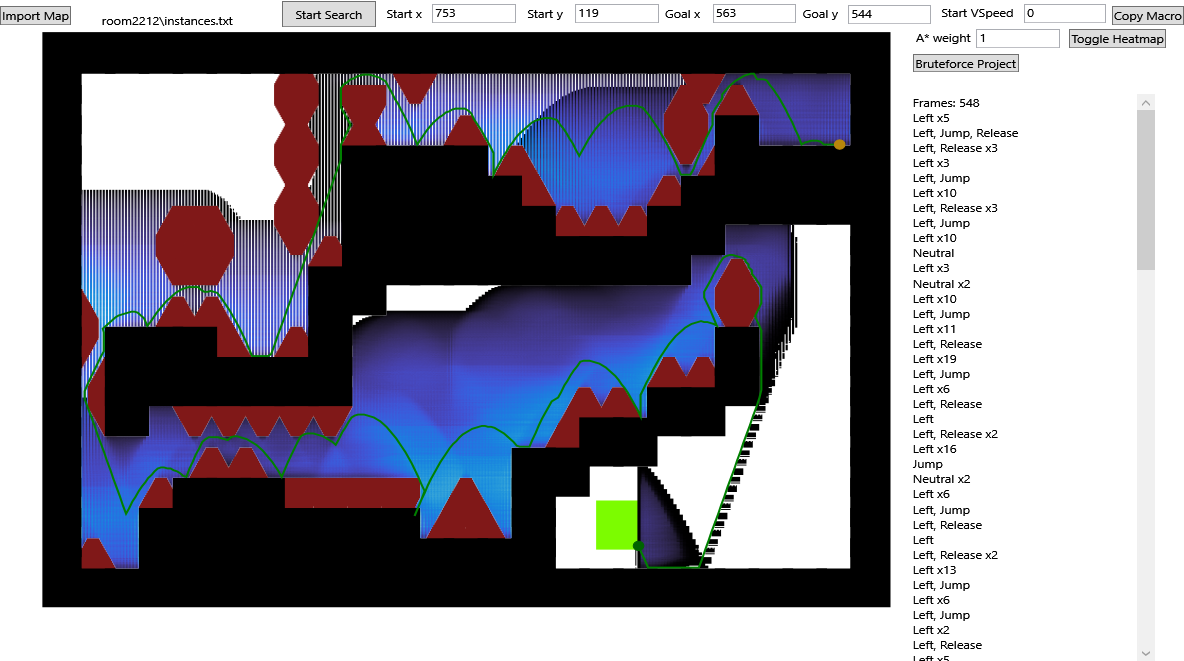 Import Map
room2212\instances.txt
Start Search
Start x 753
Start y 119
Goal x 563
Goal y 544
Start VSpeed 0
Copy Macro
A* weight 1
Toggle Heatmap
Bruteforce Project
Frames: 548
Left x5
Left, Jump, Release
Left, Release x3
Left x3
Left, Jump
Left x10
Left, Release x3
Left, Jump
Left x10
Neutral
Left x3
Neutral x2
Left x10
Left, Jump
Left x11
Left, Release
Left x19
Left, Jump
Left x6
Left, Release
Left
Left, Release x2
Left x16
Jump
Neutral x2
Left x6
Left, Jump
Left, Release
Left
Left, Release x2
Left x13
Left, Jump
Left x6
Left, Jump
Left x2
Left, Release
Left x5